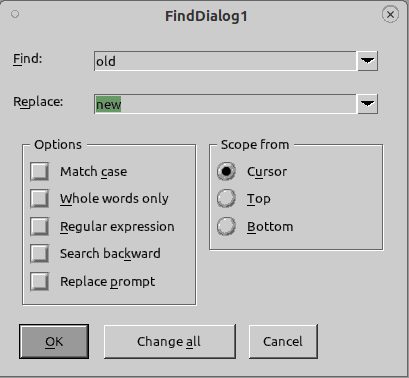 FindDialog1
Find:
old
Replace:
new
Options
Match case
Whole words only
Regular expression
Search backward
Replace prompt
Scope from
Cursor
Top
Bottom
OK
Change all
Cancel